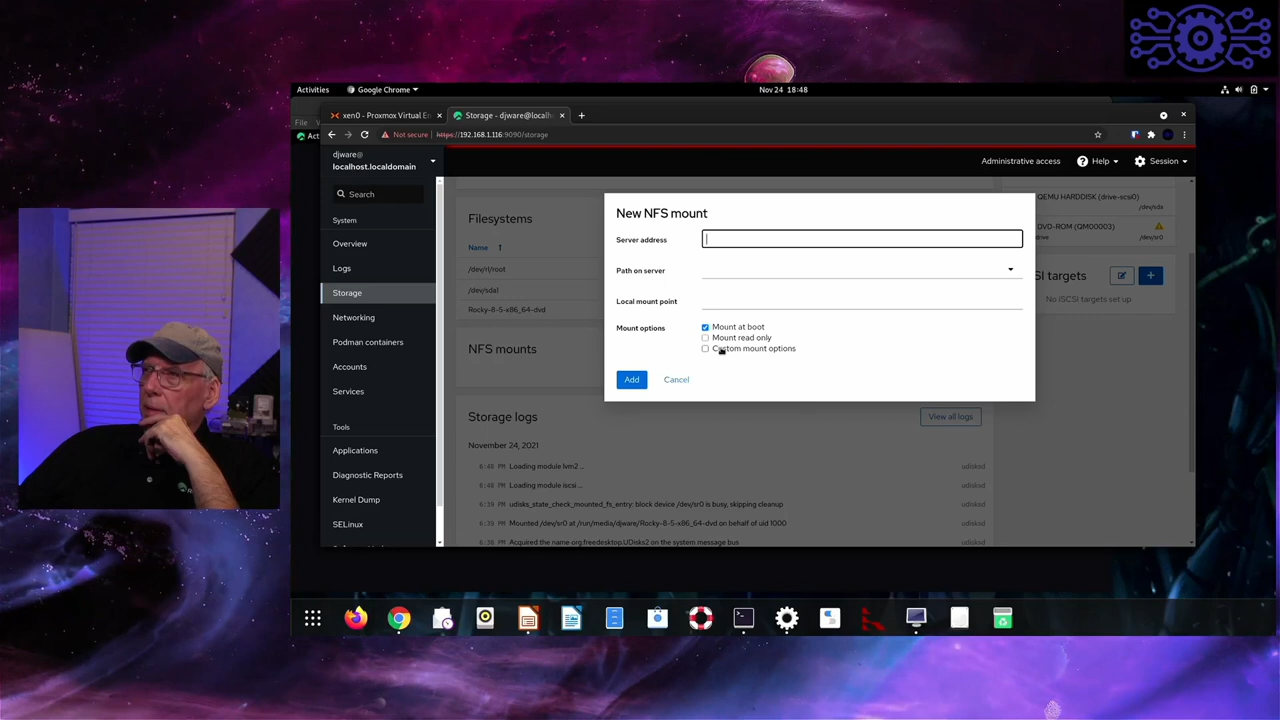 Activities
Google Chrome
Nov 24 18:48
xen0 - Proxmox Virtual En
Storage - djware@localh
File
Act
Not secure
https://192.168.1.116:9090/storage
djware@
localhost.localdomain
Administrative access
Help
Session
Search
System
Overview
Logs
Storage
Networking
Podman containers
Accounts
Services
Tools
Applications
Diagnostic Reports
Kernel Dump
SELinux
Filesystems
Name
/dev/rl/root
/dev/sda1
Rocky-8-5-x86_64-dvd
NFS mounts
New NFS mount
Server address
Path on server
Local mount point
Mount options
Mount at boot
Mount read only
Custom mount options
Add
Cancel
QEMU HARDDISK (drive-scsi0)
/dev/sda
DVD-ROM (QM00003)
drive
/dev/sr0
SI targets
No iSCSI targets set up
Storage logs
View all logs
November 24, 2021
6:48 PM Loading module lvm2 ... udisksd
6:48 PM Loading module iscsi ... udisksd
6:39 PM udisks_state_check_mounted_fs_entry: block device /dev/sr0 is busy, skipping cleanup udisksd
6:39 PM Mounted /dev/sr0 at /run/media/djware/Rocky-8-5-x86_64-dvd on behalf of uid 1000 udisksd
6:38 PM Acquired the name org.freedesktop.UDisks2 on the system message bus udisksd